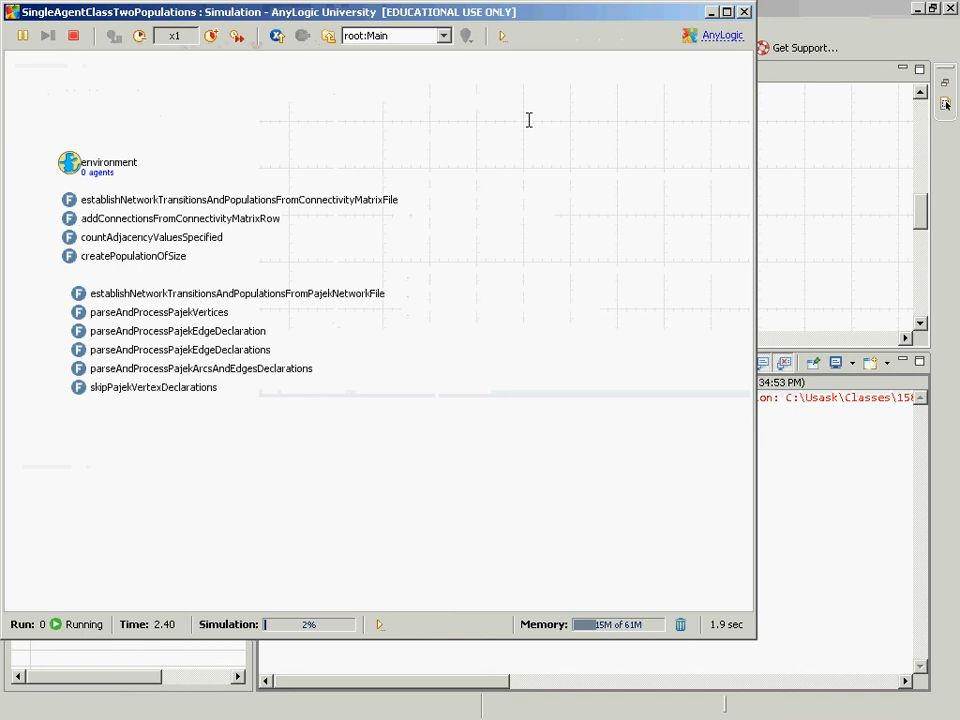 SingleAgentClassTwoPopulations : Simulation - AnyLogic University [EDUCATIONAL USE ONLY]
x1
root:Main
AnyLogic
Get Support...
environment
0 agents
establishNetworkTransitionsAndPopulationsFromConnectivityMatrixFile
addConnectionsFromConnectivityMatrixRow
countAdjacencyValuesSpecified
createPopulationOfSize
establishNetworkTransitionsAndPopulationsFromPajekNetworkFile
parseAndProcessPajekVertices
parseAndProcessPajekEdgeDeclaration
parseAndProcessPajekEdgeDeclarations
parseAndProcessPajekArcsAndEdgesDeclarations
skipPajekVertexDeclarations
34:53 PM)
on: C:\Usask\Classes\158
Run: 0 Running Time: 2.40 Simulation: 2% Memory: 15M of 61M 1.9 sec